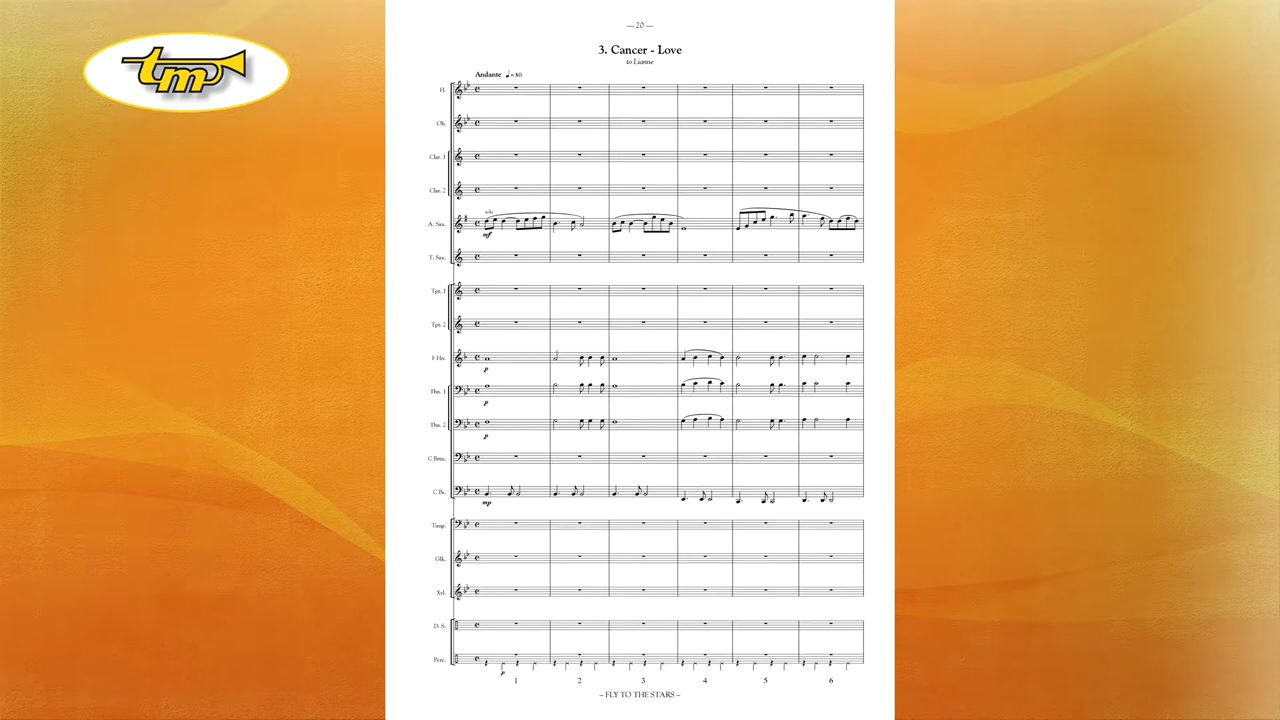 tm
— 20 —
3. Cancer - Love
to Lianne
Andante ♩= 80
Fl.
Ob.
Clar. 1
Clar. 2
solo
A. Sax.
mf
T. Sax.
Tpt. 1
Tpt. 2
F Hn.
p
Tbn. 1
p
Tbn. 2
p
C Bs.
mp
Timp.
Glk.
Xyl.
D. S.
Perc.
p
1 2 3 4 5 6
– FLY TO THE STARS –